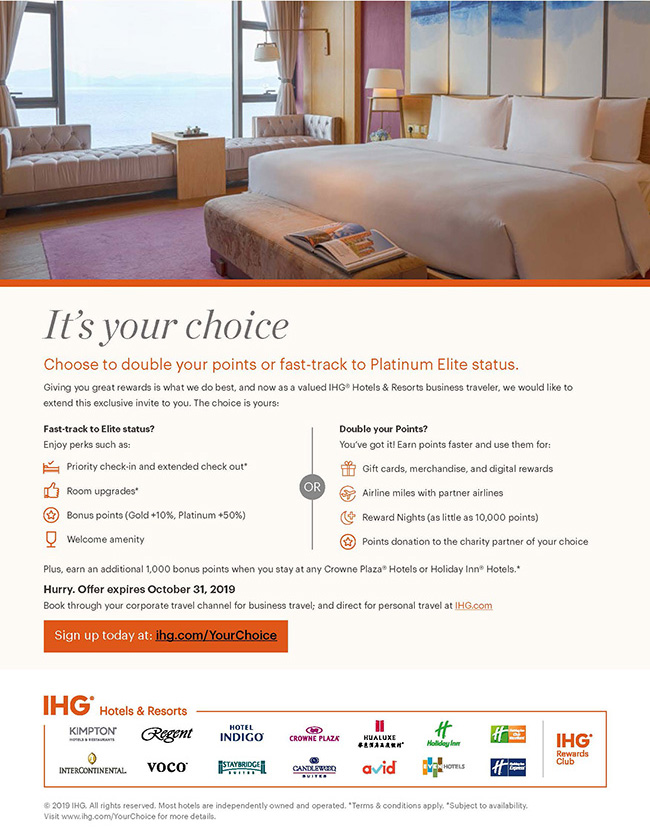 It's your choice
Choose to double your points or fast-track to Platinum Elite status.
Giving you great rewards is what we do best, and now as a valued IHG® Hotels & Resorts business traveler, we would like to
extend this exclusive invite to you. The choice is yours:
Fast-track to Elite status?
Enjoy perks such as:
Priority check-in and extended check out*
Room upgrades*
Bonus points (Gold +10%, Platinum +50%)
Welcome amenity
OR
Double your Points?
You've got it! Earn points faster and use them for:
Gift cards, merchandise, and digital rewards
Airline miles with partner airlines
Reward Nights (as little as 10,000 points)
Points donation to the charity partner of your choice
Plus, earn an additional 1,000 bonus points when you stay at any Crowne Plaza® Hotels or Holiday Inn® Hotels.*
Hurry. Offer expires October 31, 2019
Book through your corporate travel channel for business travel; and direct for personal travel at IHG.com
Sign up today at: ihg.com/YourChoice
IHG® Hotels & Resorts
KIMPTON®
HOTELS & RESTAURANTS
Regent
HOTEL
INDIGO®
CROWNE PLAZA®
HUALUXE
Holiday Inn
INTERCONTINENTAL
VOCO®
STAYBRIDGE
SUITES
CANDLEWOOD
SUITES
avid
HOTELS
Holiday Inn
Express
IHG®
Rewards
Club
© 2019 IHG. All rights reserved. Most hotels are independently owned and operated. *Terms & conditions apply. *Subject to availability.
Visit www.ihg.com/YourChoice for more details.